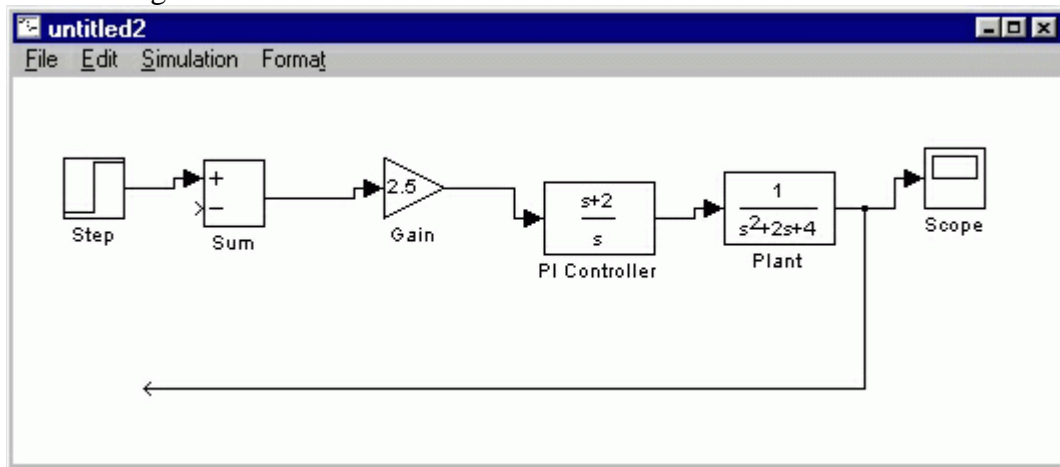 untitled2
File Edit Simulation Format
Step
+
−
Sum
2.5
Gain
s+2
s
PI Controller
1
s²+2s+4
Plant
Scope